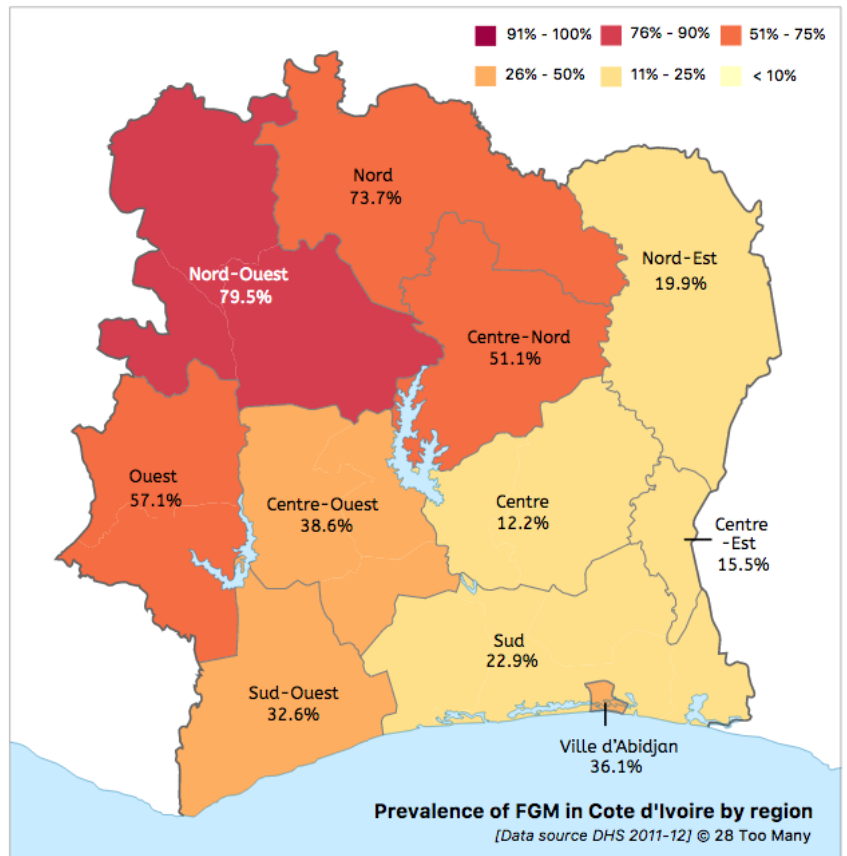 91% - 100%
76% - 90%
51% - 75%
26% - 50%
11% - 25%
< 10%
Nord
73.7%
Nord-Est
19.9%
Nord-Ouest
79.5%
Centre-Nord
51.1%
Ouest
57.1%
Centre-Ouest
38.6%
Centre
12.2%
Centre
-Est
15.5%
Sud
22.9%
Sud-Ouest
32.6%
Ville d'Abidjan
36.1%
Prevalence of FGM in Cote d'Ivoire by region
[Data source DHS 2011-12] © 28 Too Many